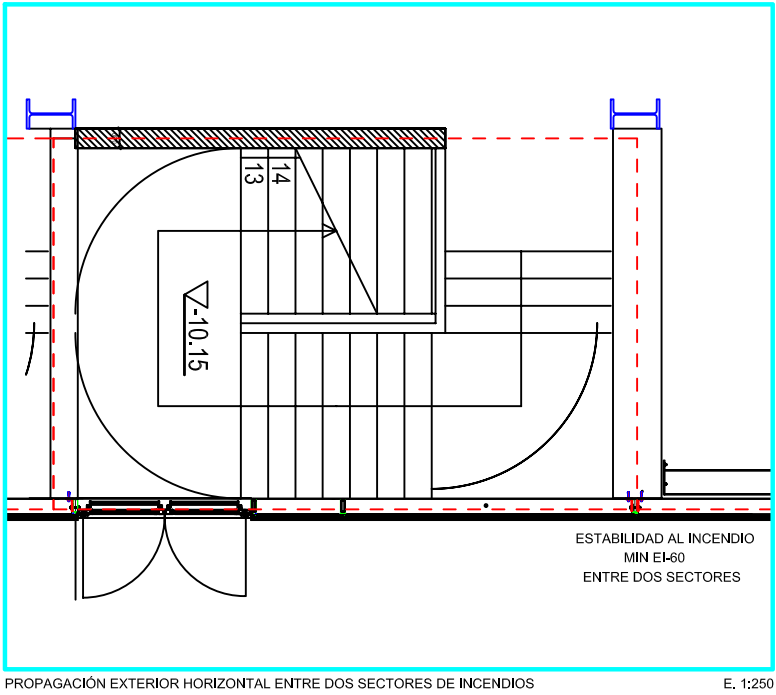 13
14
-10.15
ESTABILIDAD AL INCENDIO
MIN EI-60
ENTRE DOS SECTORES
PROPAGACIÓN EXTERIOR HORIZONTAL ENTRE DOS SECTORES DE INCENDIOS
E. 1:250